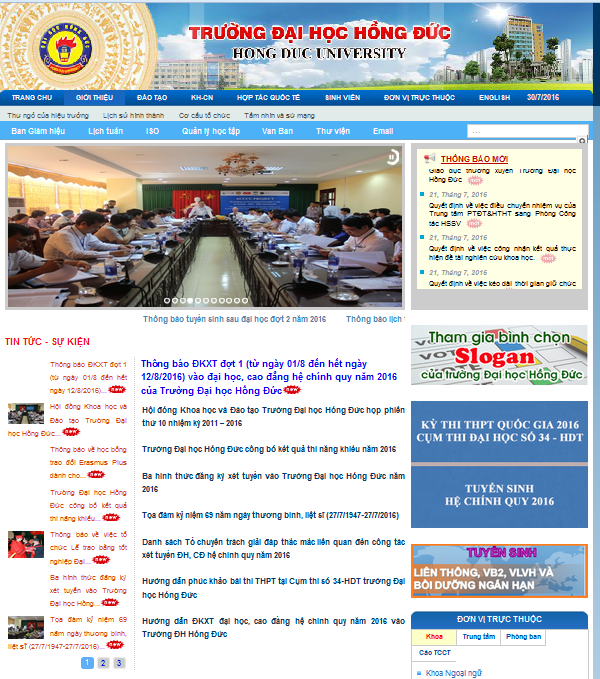 TRƯỜNG ĐẠI HỌC HỒNG ĐỨC
HONG DUC UNIVERSITY
TRANG CHU GIỚI THIỆU ĐÀO TẠO KH-CN HỢP TÁC QUỐC TẾ SINH VIÊN ĐƠN VỊ TRỰC THUỘC ENGLISH 30/7/2016
Thư ngỏ của hiệu trưởng Lịch sử hình thành Cơ cấu tổ chức Tầm nhìn và sứ mạng
Ban Giám hiệu Lịch tuần ISO Quản lý học tập Van Ban Thư viện Email
...
THÔNG BÁO MỚI
Giáo dục thường xuyên Trường Đại học
Hồng Đức
21, Tháng 7, 2016
Quyết định về việc điều chuyển nhiệm vụ của
Trung tâm PTĐT&HTHT sang Phòng Công
tác HSSV
21, Tháng 7, 2016
Quyết định về việc công nhận kết quả thực
hiện đề tài nghiên cứu khoa học.
21, Tháng 7, 2016
Quyết định về việc kéo dài thời gian giữ chức
Thông báo tuyển sinh sau đại học đợt 2 năm 2016 Thông báo lịch
TIN TỨC - SỰ KIỆN
Thông báo ĐKXT đợt 1
(từ ngày 01/8 đến hết
ngày 12/8/2016)... new
Hội đồng Khoa học và
Đào tạo Trường Đại
học Hồng Đức... new
Thông báo về học bổng
trao đổi Erasmus Plus
dành cho... new
Trường Đại học Hồng
Đức công bố kết quả
thi năng khiếu... new
Thông báo về việc tổ
chức Lễ trao bằng tốt
nghiệp Đại... new
Ba hình thức đăng ký
xét tuyển vào Trường
Đại học Hồng... new
Tọa đàm kỷ niệm 69
năm ngày thương binh,
liệt sĩ (27/7/1947-27/7/2016)... new
1 2 3
Thông báo ĐKXT đợt 1 (từ ngày 01/8 đến hết ngày
12/8/2016) vào đại học, cao đẳng hệ chính quy năm 2016
của Trường Đại học Hồng Đức new
Hội đồng Khoa học và Đào tạo Trường Đại học Hồng Đức họp phiên
thứ 10 nhiệm kỳ 2011 – 2016
Trường Đại học Hồng Đức công bố kết quả thi năng khiếu năm 2016
Ba hình thức đăng ký xét tuyển vào Trường Đại học Hồng Đức năm
2016
Tọa đàm kỷ niệm 69 năm ngày thương binh, liệt sĩ (27/7/1947-27/7/2016)
Danh sách Tổ chuyên trách giải đáp thắc mắc liên quan đến công tác
xét tuyển ĐH, CĐ hệ chính quy năm 2016
Hướng dẫn phúc khảo bài thi THPT tại Cụm thi số 34-HDT trường Đại
học Hồng Đức
Hướng dẫn ĐKXT đại học, cao đẳng hệ chính quy năm 2016 vào
Trường ĐH Hồng Đức
Tham gia bình chọn
Slogan
của Trường Đại học Hồng Đức
KỲ THI THPT QUỐC GIA 2016
CỤM THI ĐẠI HỌC SỐ 34 - HDT
TUYỂN SINH
HỆ CHÍNH QUY 2016
TUYỂN SINH
LIÊN THÔNG, VB2, VLVH VÀ
BỒI DƯỠNG NGẮN HẠN
ĐƠN VỊ TRỰC THUỘC
Khoa Trung tâm Phòng ban
Các TCCT
Khoa Ngoại ngữ